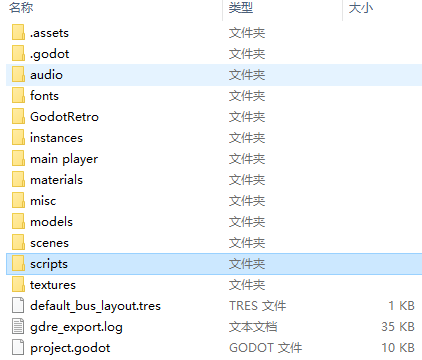 名称 类型 大小
.assets 文件夹
.godot 文件夹
audio 文件夹
fonts 文件夹
GodotRetro 文件夹
instances 文件夹
main player 文件夹
materials 文件夹
misc 文件夹
models 文件夹
scenes 文件夹
scripts 文件夹
textures 文件夹
default_bus_layout.tres TRES 文件 1 KB
gdre_export.log 文本文档 35 KB
project.godot GODOT 文件 10 KB